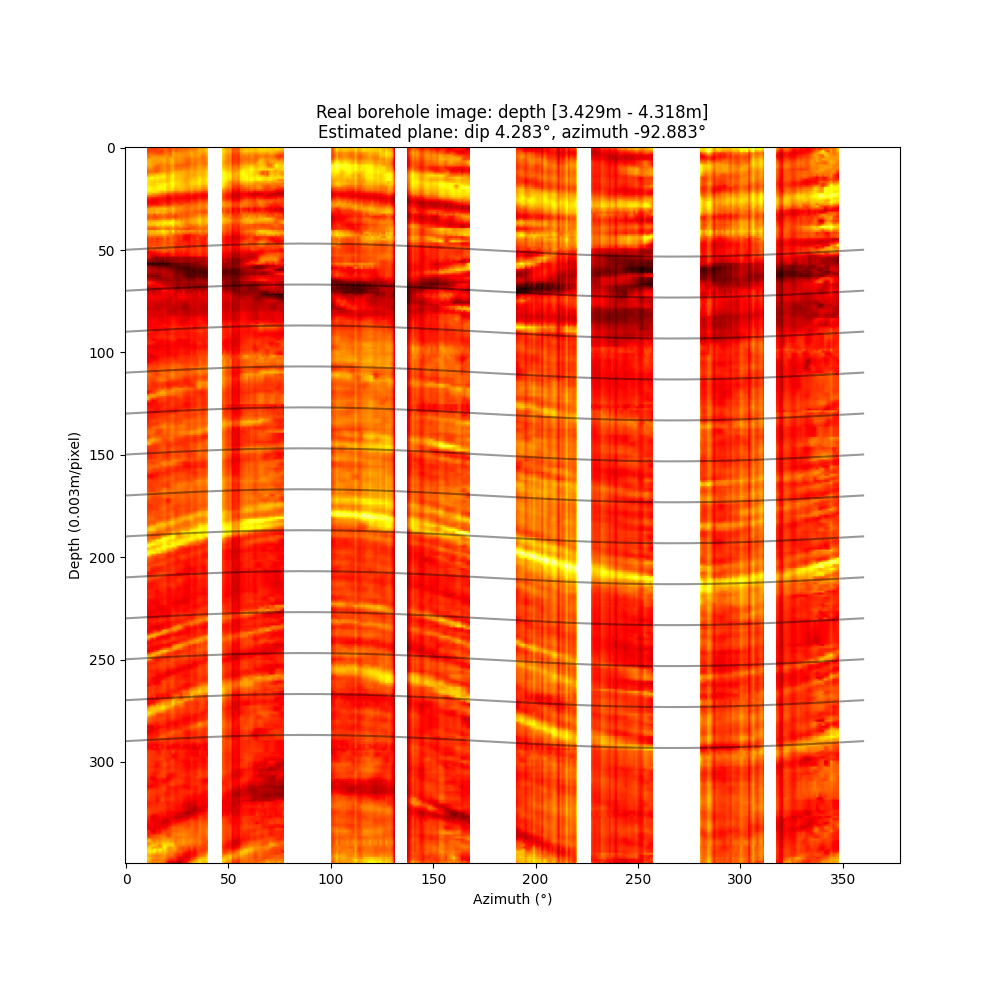 Real borehole image: depth [3.429m - 4.318m]
Estimated plane: dip 4.283°, azimuth -92.883°
0
50
100
150
200
250
300
Depth (0.003m/pixel)
0 50 100 150 200 250 300 350
Azimuth (°)